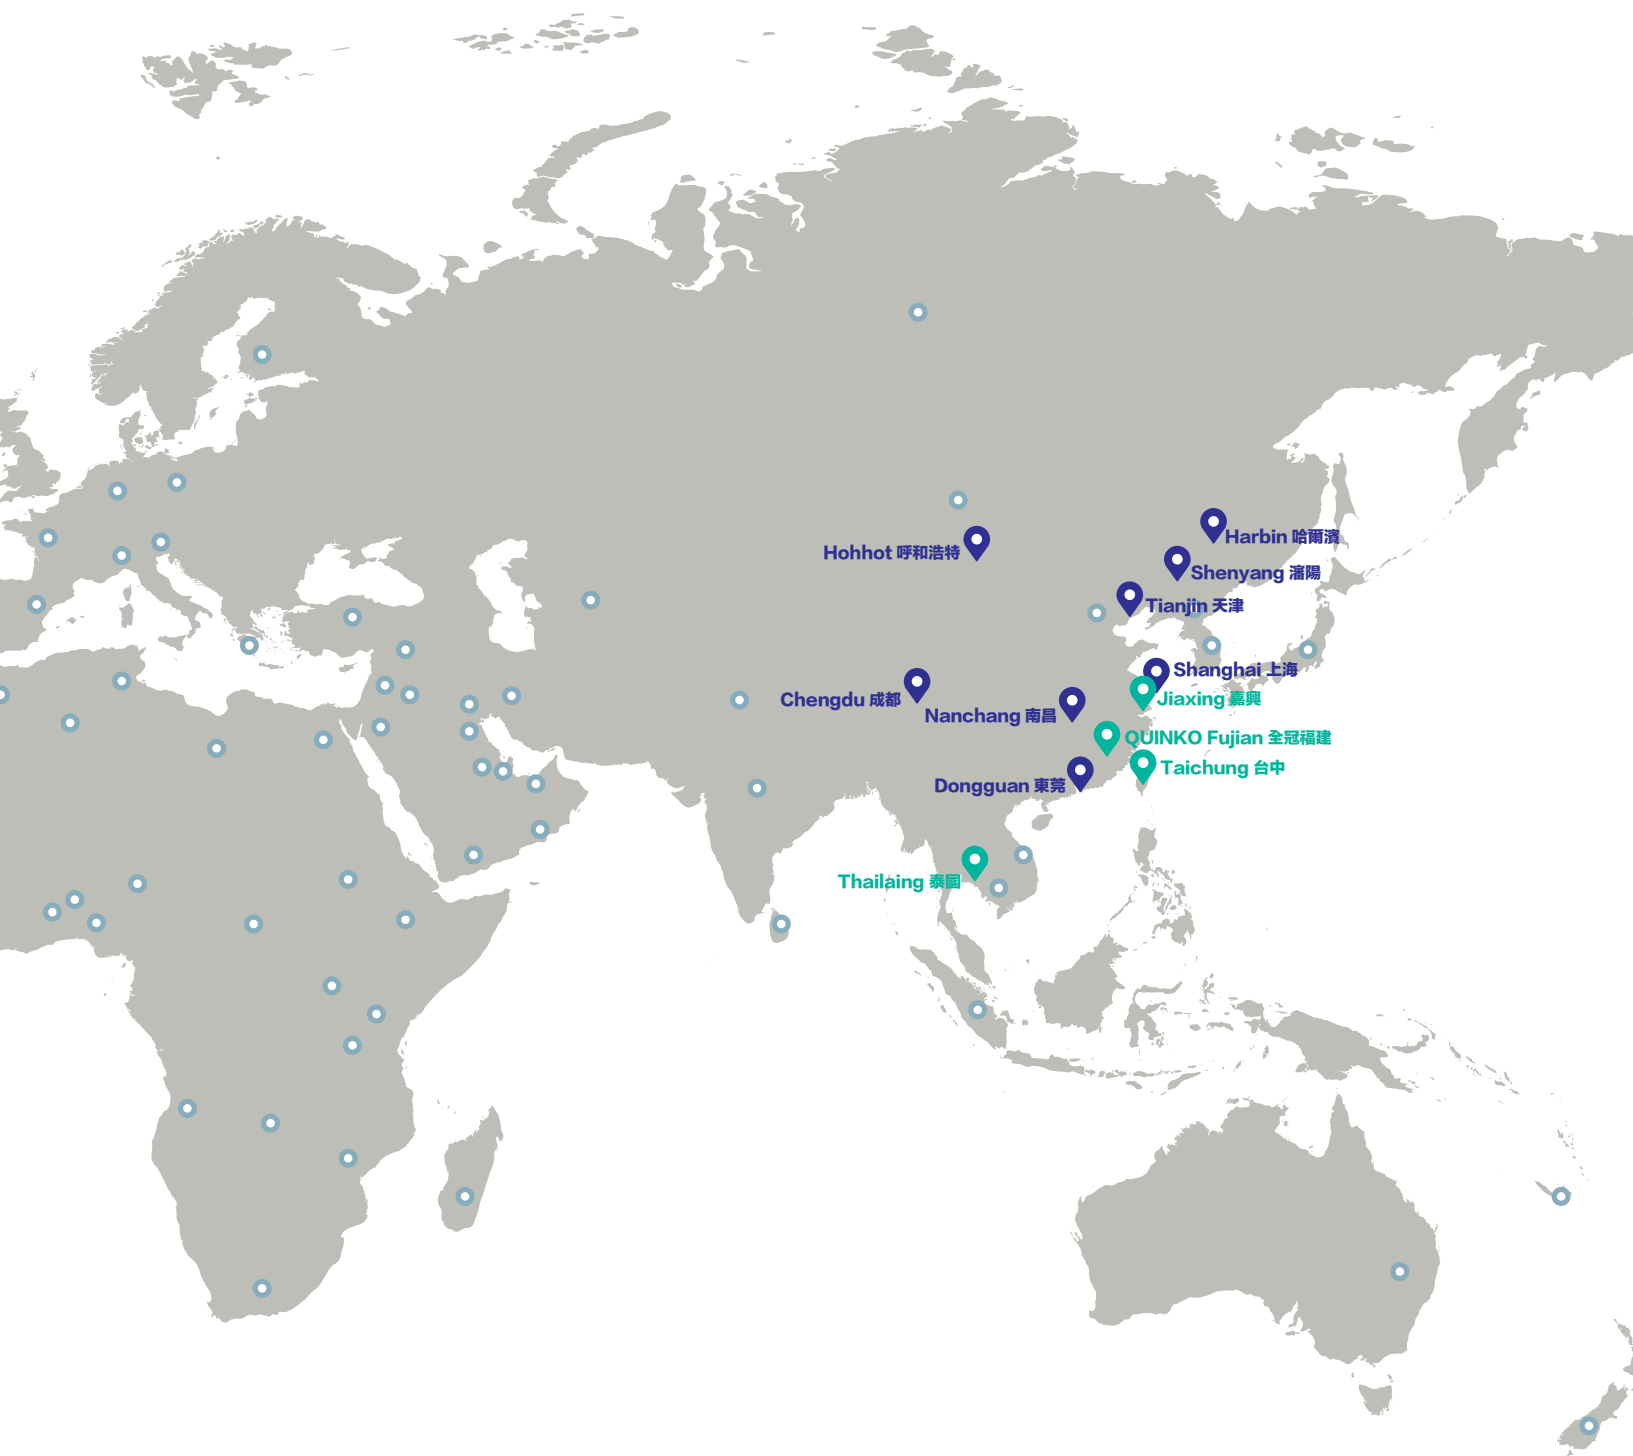 Harbin 哈爾濱
Hohhot 呼和浩特
Shenyang 瀋陽
Tianjin 天津
Shanghai 上海
Chengdu 成都
Jiaxing 嘉興
Nanchang 南昌
QUINKO Fujian 全冠福建
Taichung 台中
Dongguan 東莞
Thailaing 泰國